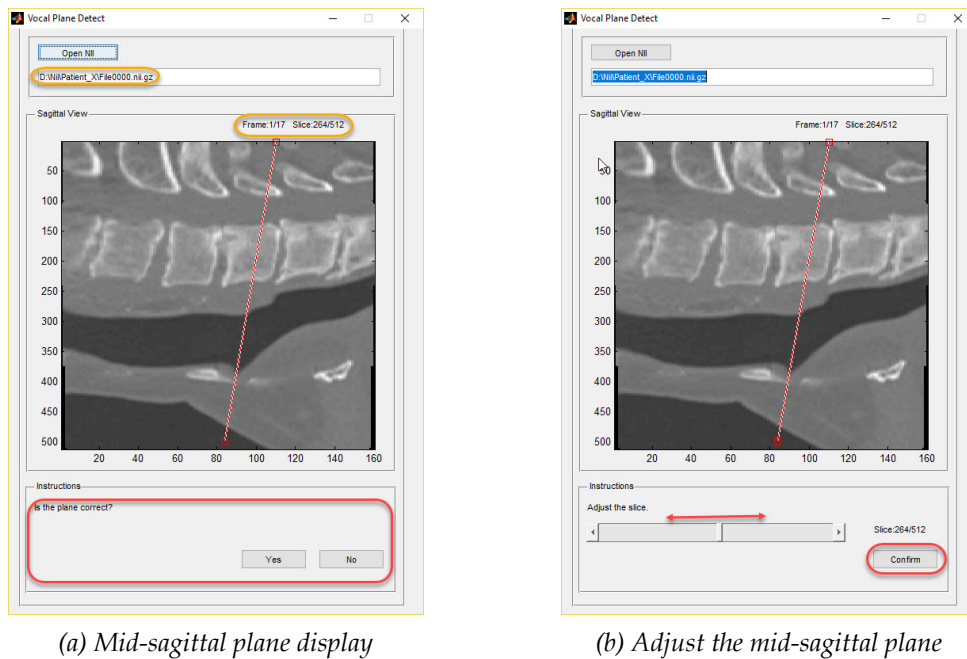 Vocal Plane Detect
Open NII
D:\Nii\Patient_X\File0000.nii.gz
Sagittal View
Frame:1/17 Slice:264/512
50
100
150
200
250
300
350
400
450
500
20 40 60 80 100 120 140 160
Instructions
Is the plane correct?
Yes No
(a) Mid-sagittal plane display
Vocal Plane Detect
Open NII
D:\Nii\Patient_X\File0000.nii.gz
Sagittal View
Frame:1/17 Slice:264/512
50
100
150
200
250
300
350
400
450
500
20 40 60 80 100 120 140 160
Instructions
Adjust the slice.
Slice:264/512
Confirm
(b) Adjust the mid-sagittal plane